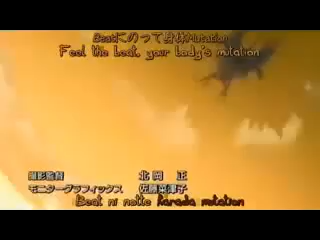 Beatにのって身体Mutation
Feel the beat, your body's mutation
撮影監督 北岡 正
モニターグラフィックス 佐藤菜津子
Beat ni notte karada mutation